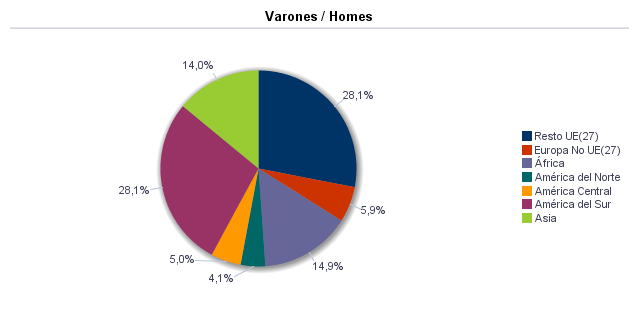 Varones / Homes
14,0%
28,1%
28,1%
5,9%
5,0%
4,1%
14,9%
Resto UE(27)
Europa No UE(27)
África
América del Norte
América Central
América del Sur
Asia